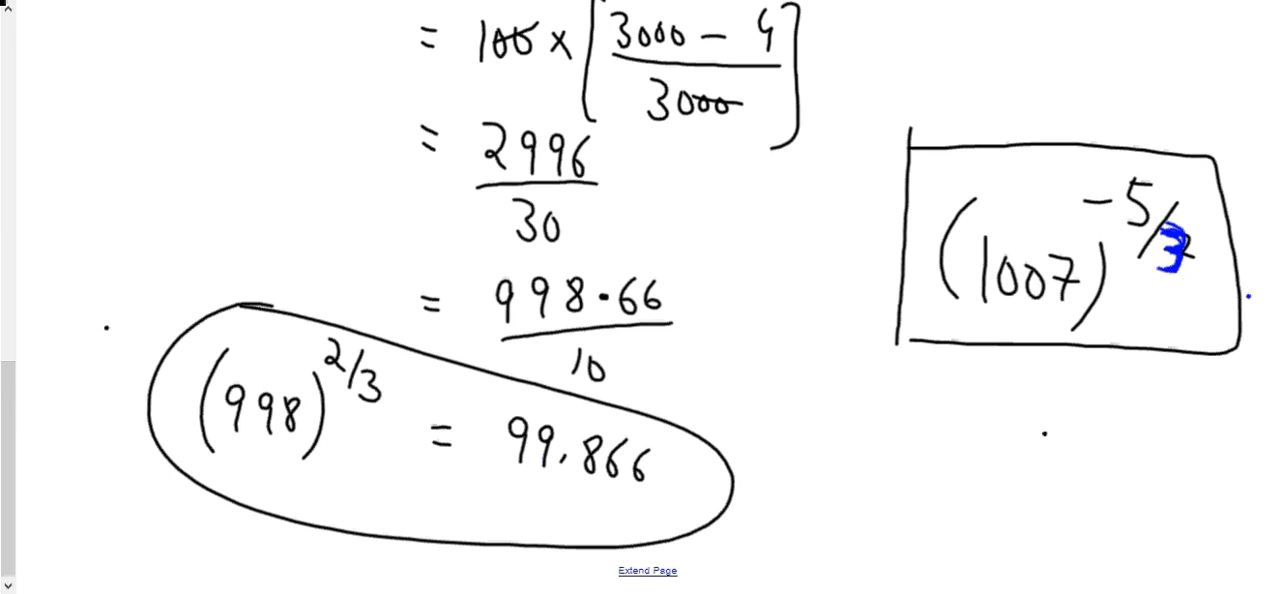 = 100 × [ (3000 - 4) / 3000 ]
= 2996 / 30
= 998.66 / 10
(998)^2/3 = 99.866
(1007)^-5/3
Extend Page